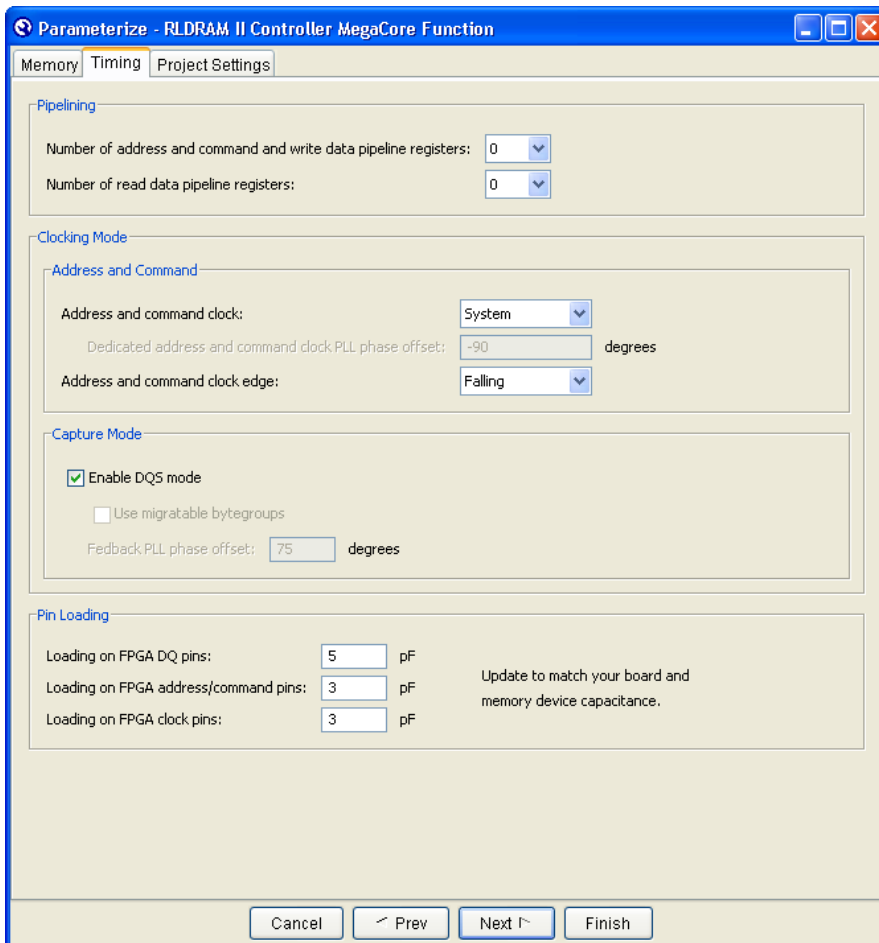 Parameterize - RLDRAM II Controller MegaCore Function
Memory Timing Project Settings
Pipelining
Number of address and command and write data pipeline registers: 0
Number of read data pipeline registers: 0
Clocking Mode
Address and Command
Address and command clock: System
Dedicated address and command clock PLL phase offset: -90 degrees
Address and command clock edge: Falling
Capture Mode
Enable DQS mode
Use migratable bytegroups
Fedback PLL phase offset: 75 degrees
Pin Loading
Loading on FPGA DQ pins: 5 pF
Loading on FPGA address/command pins: 3 pF
Loading on FPGA clock pins: 3 pF
Update to match your board and
memory device capacitance.
Cancel Prev Next Finish